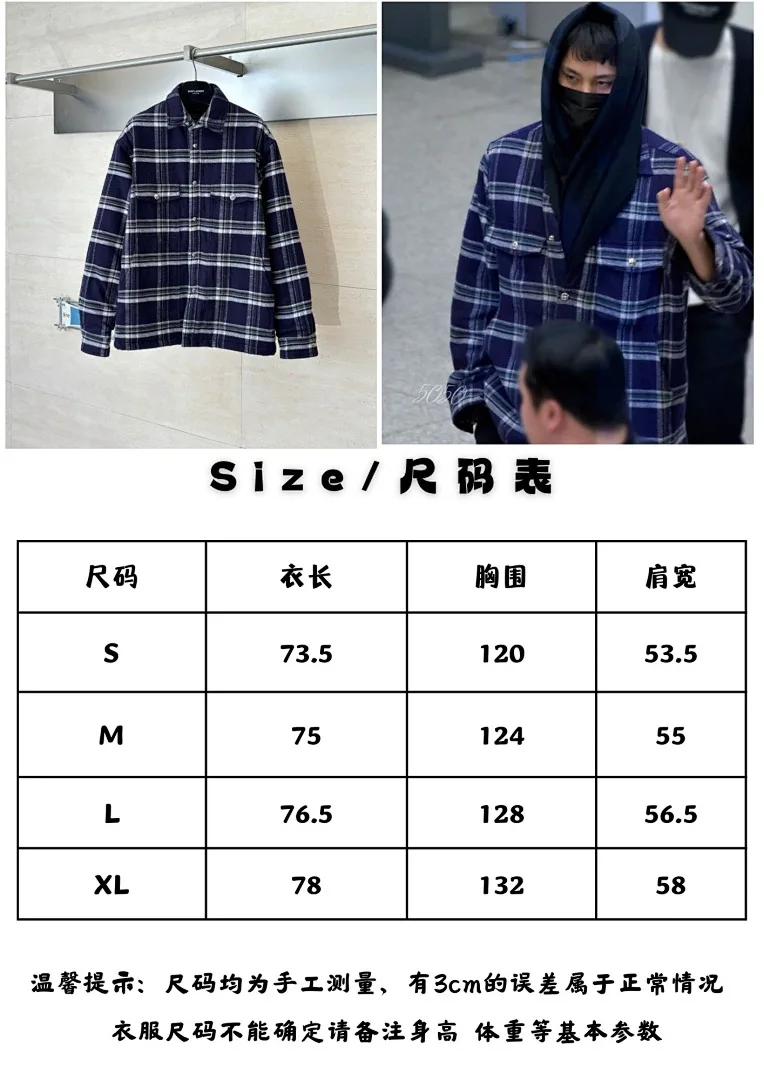 5050
Size/尺码表
尺码 衣长 胸围 肩宽
S 73.5 120 53.5
M 75 124 55
L 76.5 128 56.5
XL 78 132 58
温馨提示：尺码均为手工测量，有3cm的误差属于正常情况
衣服尺码不能确定请备注身高 体重等基本参数